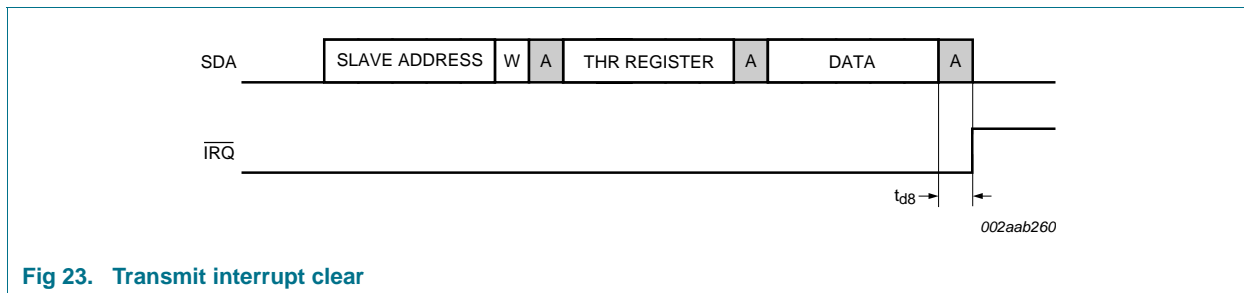 SDA SLAVE ADDRESS W A THR REGISTER A DATA A
IRQ
td8
002aab260
Fig 23. Transmit interrupt clear